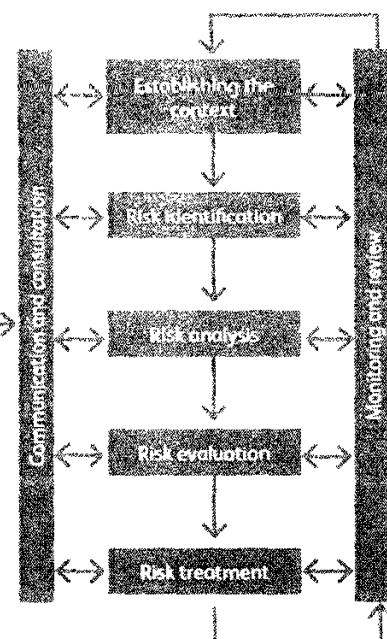 Establishing the
context
Risk identification
Risk analysis
Risk evaluation
Risk treatment
Communication and consultation
Monitoring and review